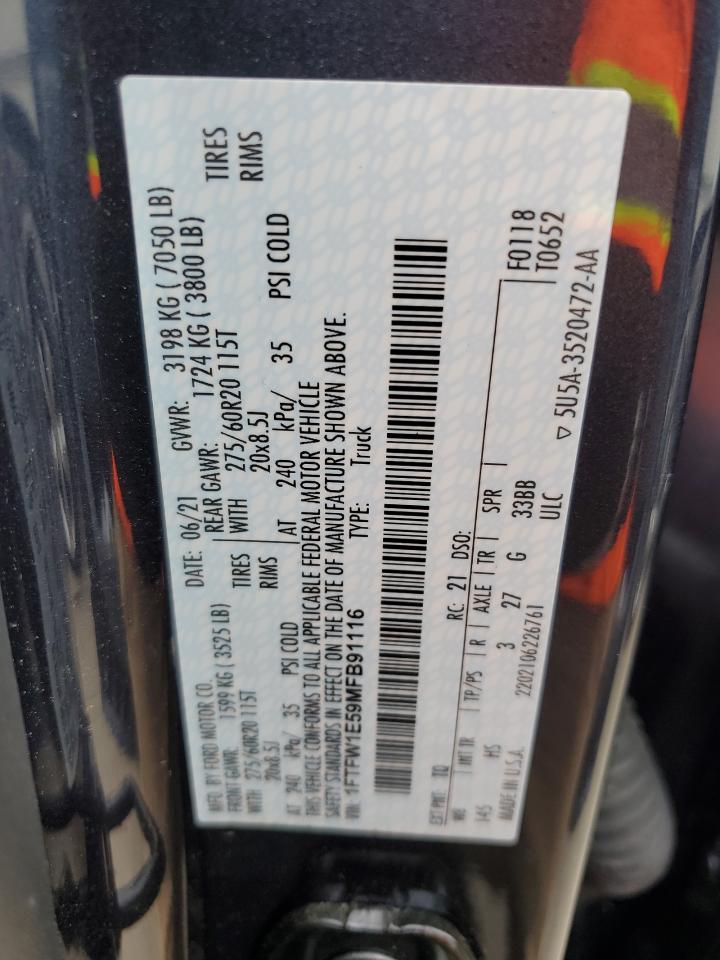 MFD. BY FORD MOTOR CO.
DATE: 06/21 GVWR: 3198 KG ( 7050 LB)
FRONT GAWR: 1599 KG ( 3525 LB) REAR GAWR: 1724 KG ( 3800 LB)
WITH 275/60R20 115T TIRES WITH 275/60R20 115T TIRES
20x8.5J RIMS 20x8.5J RIMS
AT 240 kPa/ 35 PSI COLD AT 240 kPa/ 35 PSI COLD
THIS VEHICLE CONFORMS TO ALL APPLICABLE FEDERAL MOTOR VEHICLE
SAFETY STANDARDS IN EFFECT ON THE DATE OF MANUFACTURE SHOWN ABOVE.
VIN: 1FTFW1E59MFB91116 TYPE: Truck
F0118
T0652
EXT PNT: TQ RC: 21 DSO:
WB INT TR TP/PS R AXLE TR SPR
145 HS 3 27 G 33BB
MADE IN U.S.A. 2202106226761 ULC
▽ 5U5A-3520472-AA